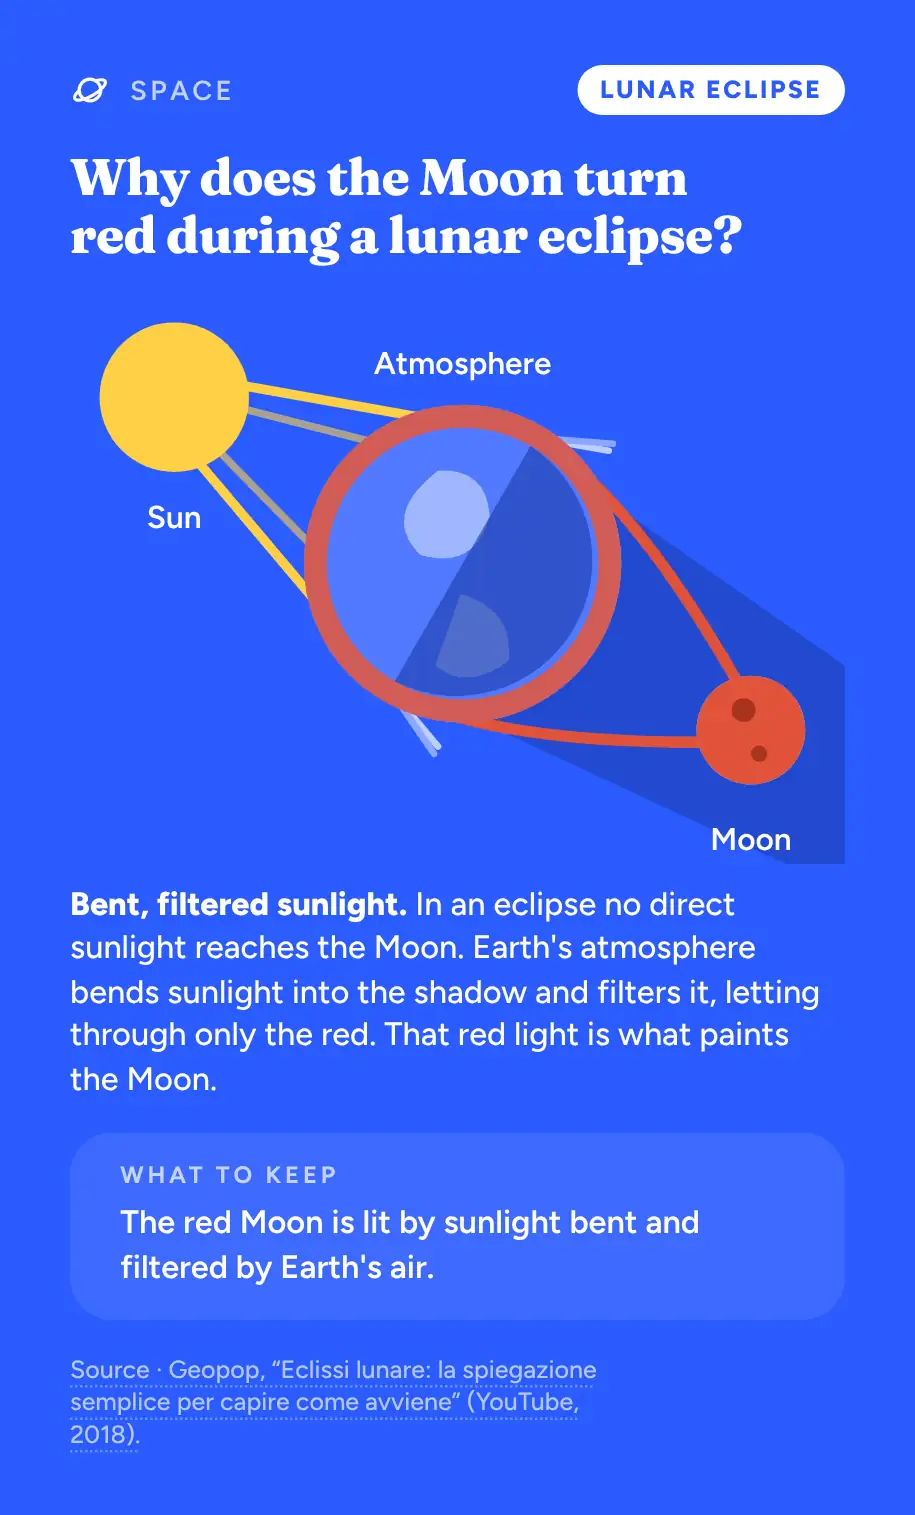 SPACE
LUNAR ECLIPSE
Why does the Moon turn
red during a lunar eclipse?
Atmosphere
Sun
Moon
Bent, filtered sunlight. In an eclipse no direct
sunlight reaches the Moon. Earth's atmosphere
bends sunlight into the shadow and filters it, letting
through only the red. That red light is what paints
the Moon.
WHAT TO KEEP
The red Moon is lit by sunlight bent and
filtered by Earth's air.
Source · Geopop, “Eclissi lunare: la spiegazione
semplice per capire come avviene” (YouTube,
2018).